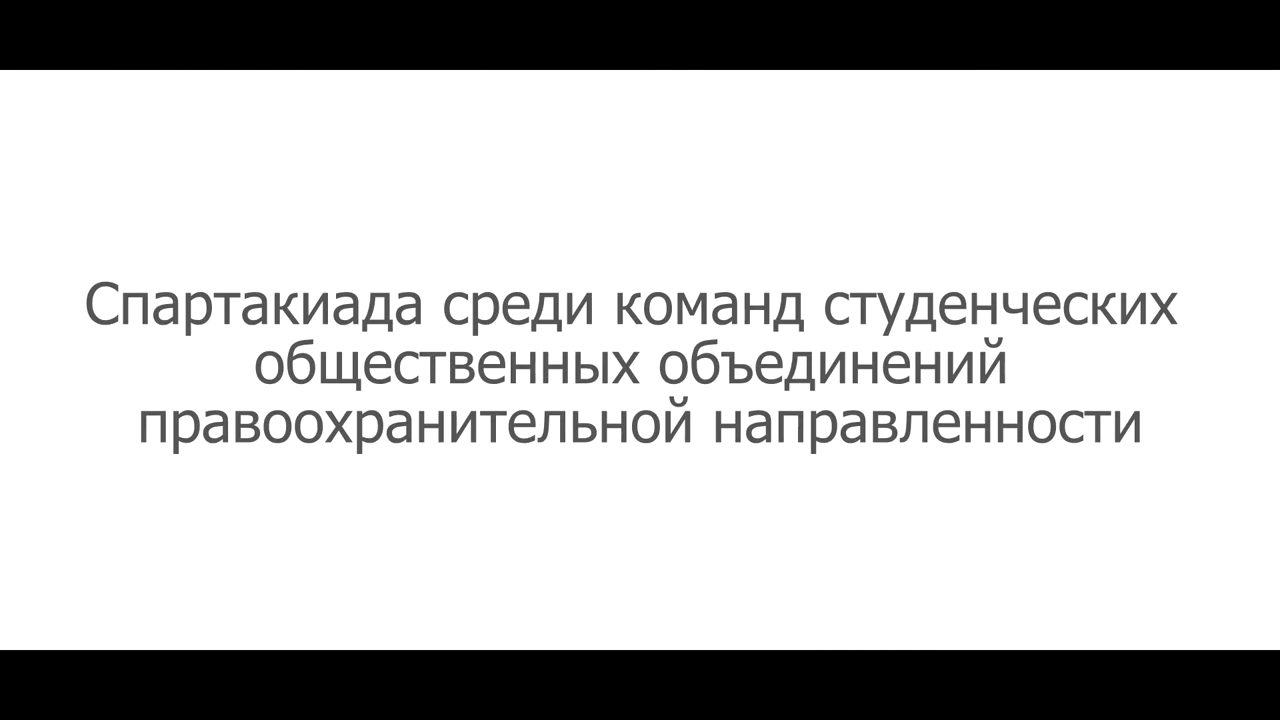 Спартакиада среди команд студенческих
общественных объединений
правоохранительной направленности